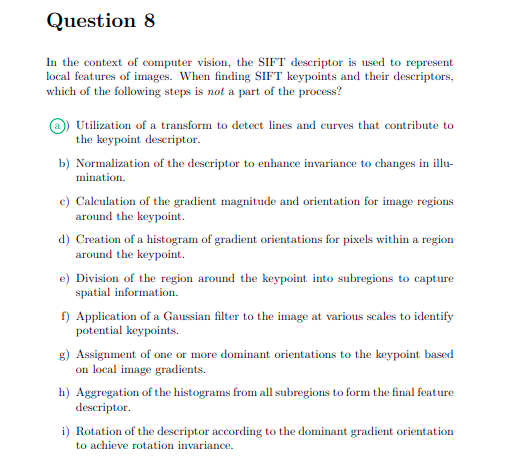 Question 8
In the context of computer vision, the SIFT descriptor is used to represent
local features of images. When finding SIFT keypoints and their descriptors,
which of the following steps is not a part of the process?
a) Utilization of a transform to detect lines and curves that contribute to
the keypoint descriptor.
b) Normalization of the descriptor to enhance invariance to changes in illu-
mination.
c) Calculation of the gradient magnitude and orientation for image regions
around the keypoint.
d) Creation of a histogram of gradient orientations for pixels within a region
around the keypoint.
e) Division of the region around the keypoint into subregions to capture
spatial information.
f) Application of a Gaussian filter to the image at various scales to identify
potential keypoints.
g) Assignment of one or more dominant orientations to the keypoint based
on local image gradients.
h) Aggregation of the histograms from all subregions to form the final feature
descriptor.
i) Rotation of the descriptor according to the dominant gradient orientation
to achieve rotation invariance.